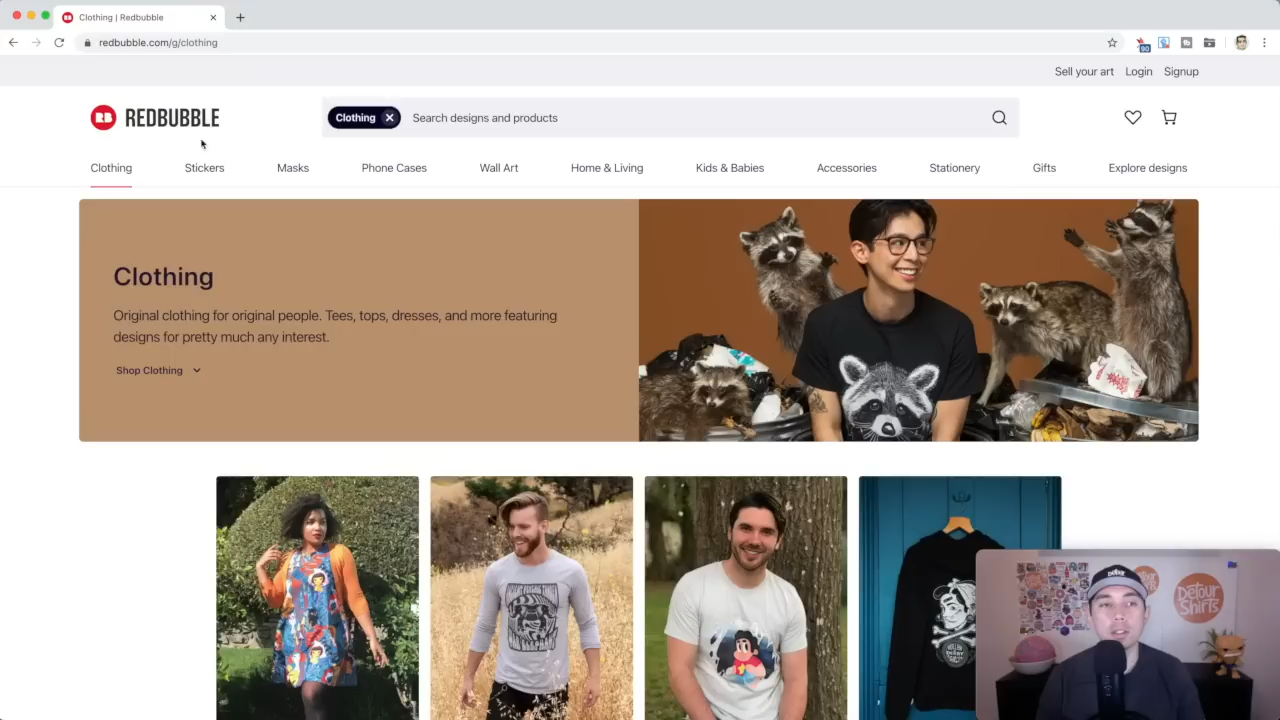 Clothing | Redbubble
redbubble.com/g/clothing
90
Sell your art Login Signup
RB REDBUBBLE
Clothing Search designs and products
Clothing Stickers Masks Phone Cases Wall Art Home & Living Kids & Babies Accessories Stationery Gifts Explore designs
Clothing
Original clothing for original people. Tees, tops, dresses, and more featuring
designs for pretty much any interest.
Shop Clothing
DETOUR
SHIRTS